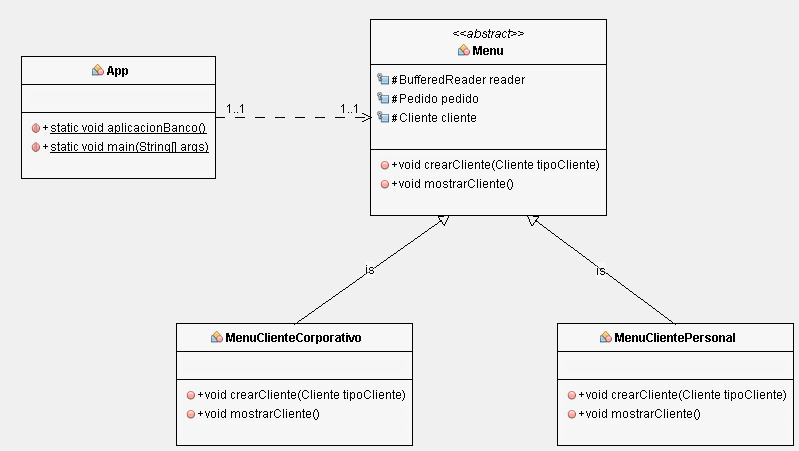 App
+static void aplicacionBanco()
+static void main(String[] args)
1..1
1..1
<<abstract>>
Menu
#BufferedReader reader
#Pedido pedido
#Cliente cliente
+void crearCliente(Cliente tipoCliente)
+void mostrarCliente()
is
is
MenuClienteCorporativo
+void crearCliente(Cliente tipoCliente)
+void mostrarCliente()
MenuClientePersonal
+void crearCliente(Cliente tipoCliente)
+void mostrarCliente()